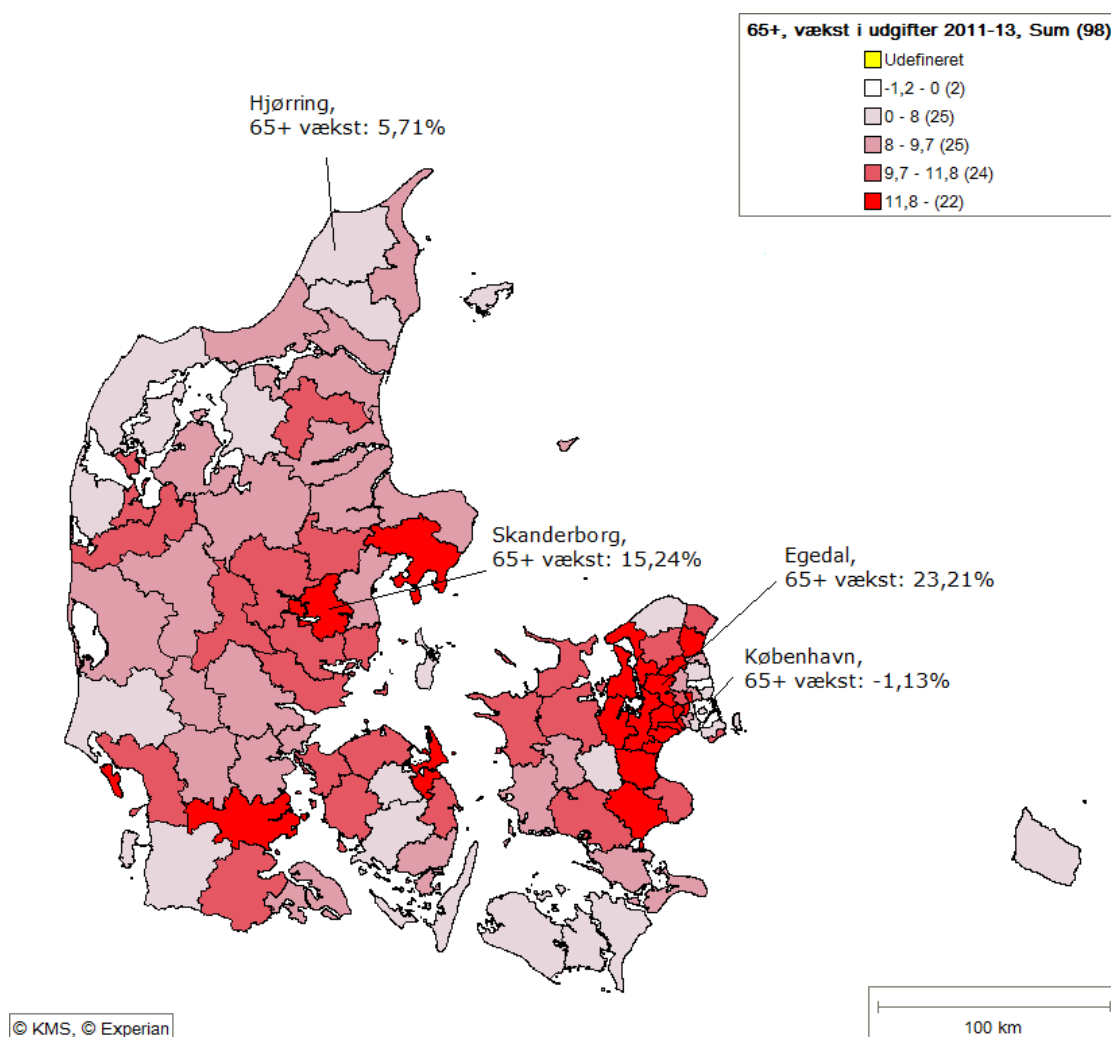 65+, vækst i udgifter 2011-13, Sum (98)
Udefineret
-1,2 - 0 (2)
0 - 8 (25)
8 - 9,7 (25)
9,7 - 11,8 (24)
11,8 - (22)
Hjørring,
65+ vækst: 5,71%
Skanderborg,
65+ vækst: 15,24%
Egedal,
65+ vækst: 23,21%
København,
65+ vækst: -1,13%
© KMS, © Experian
100 km